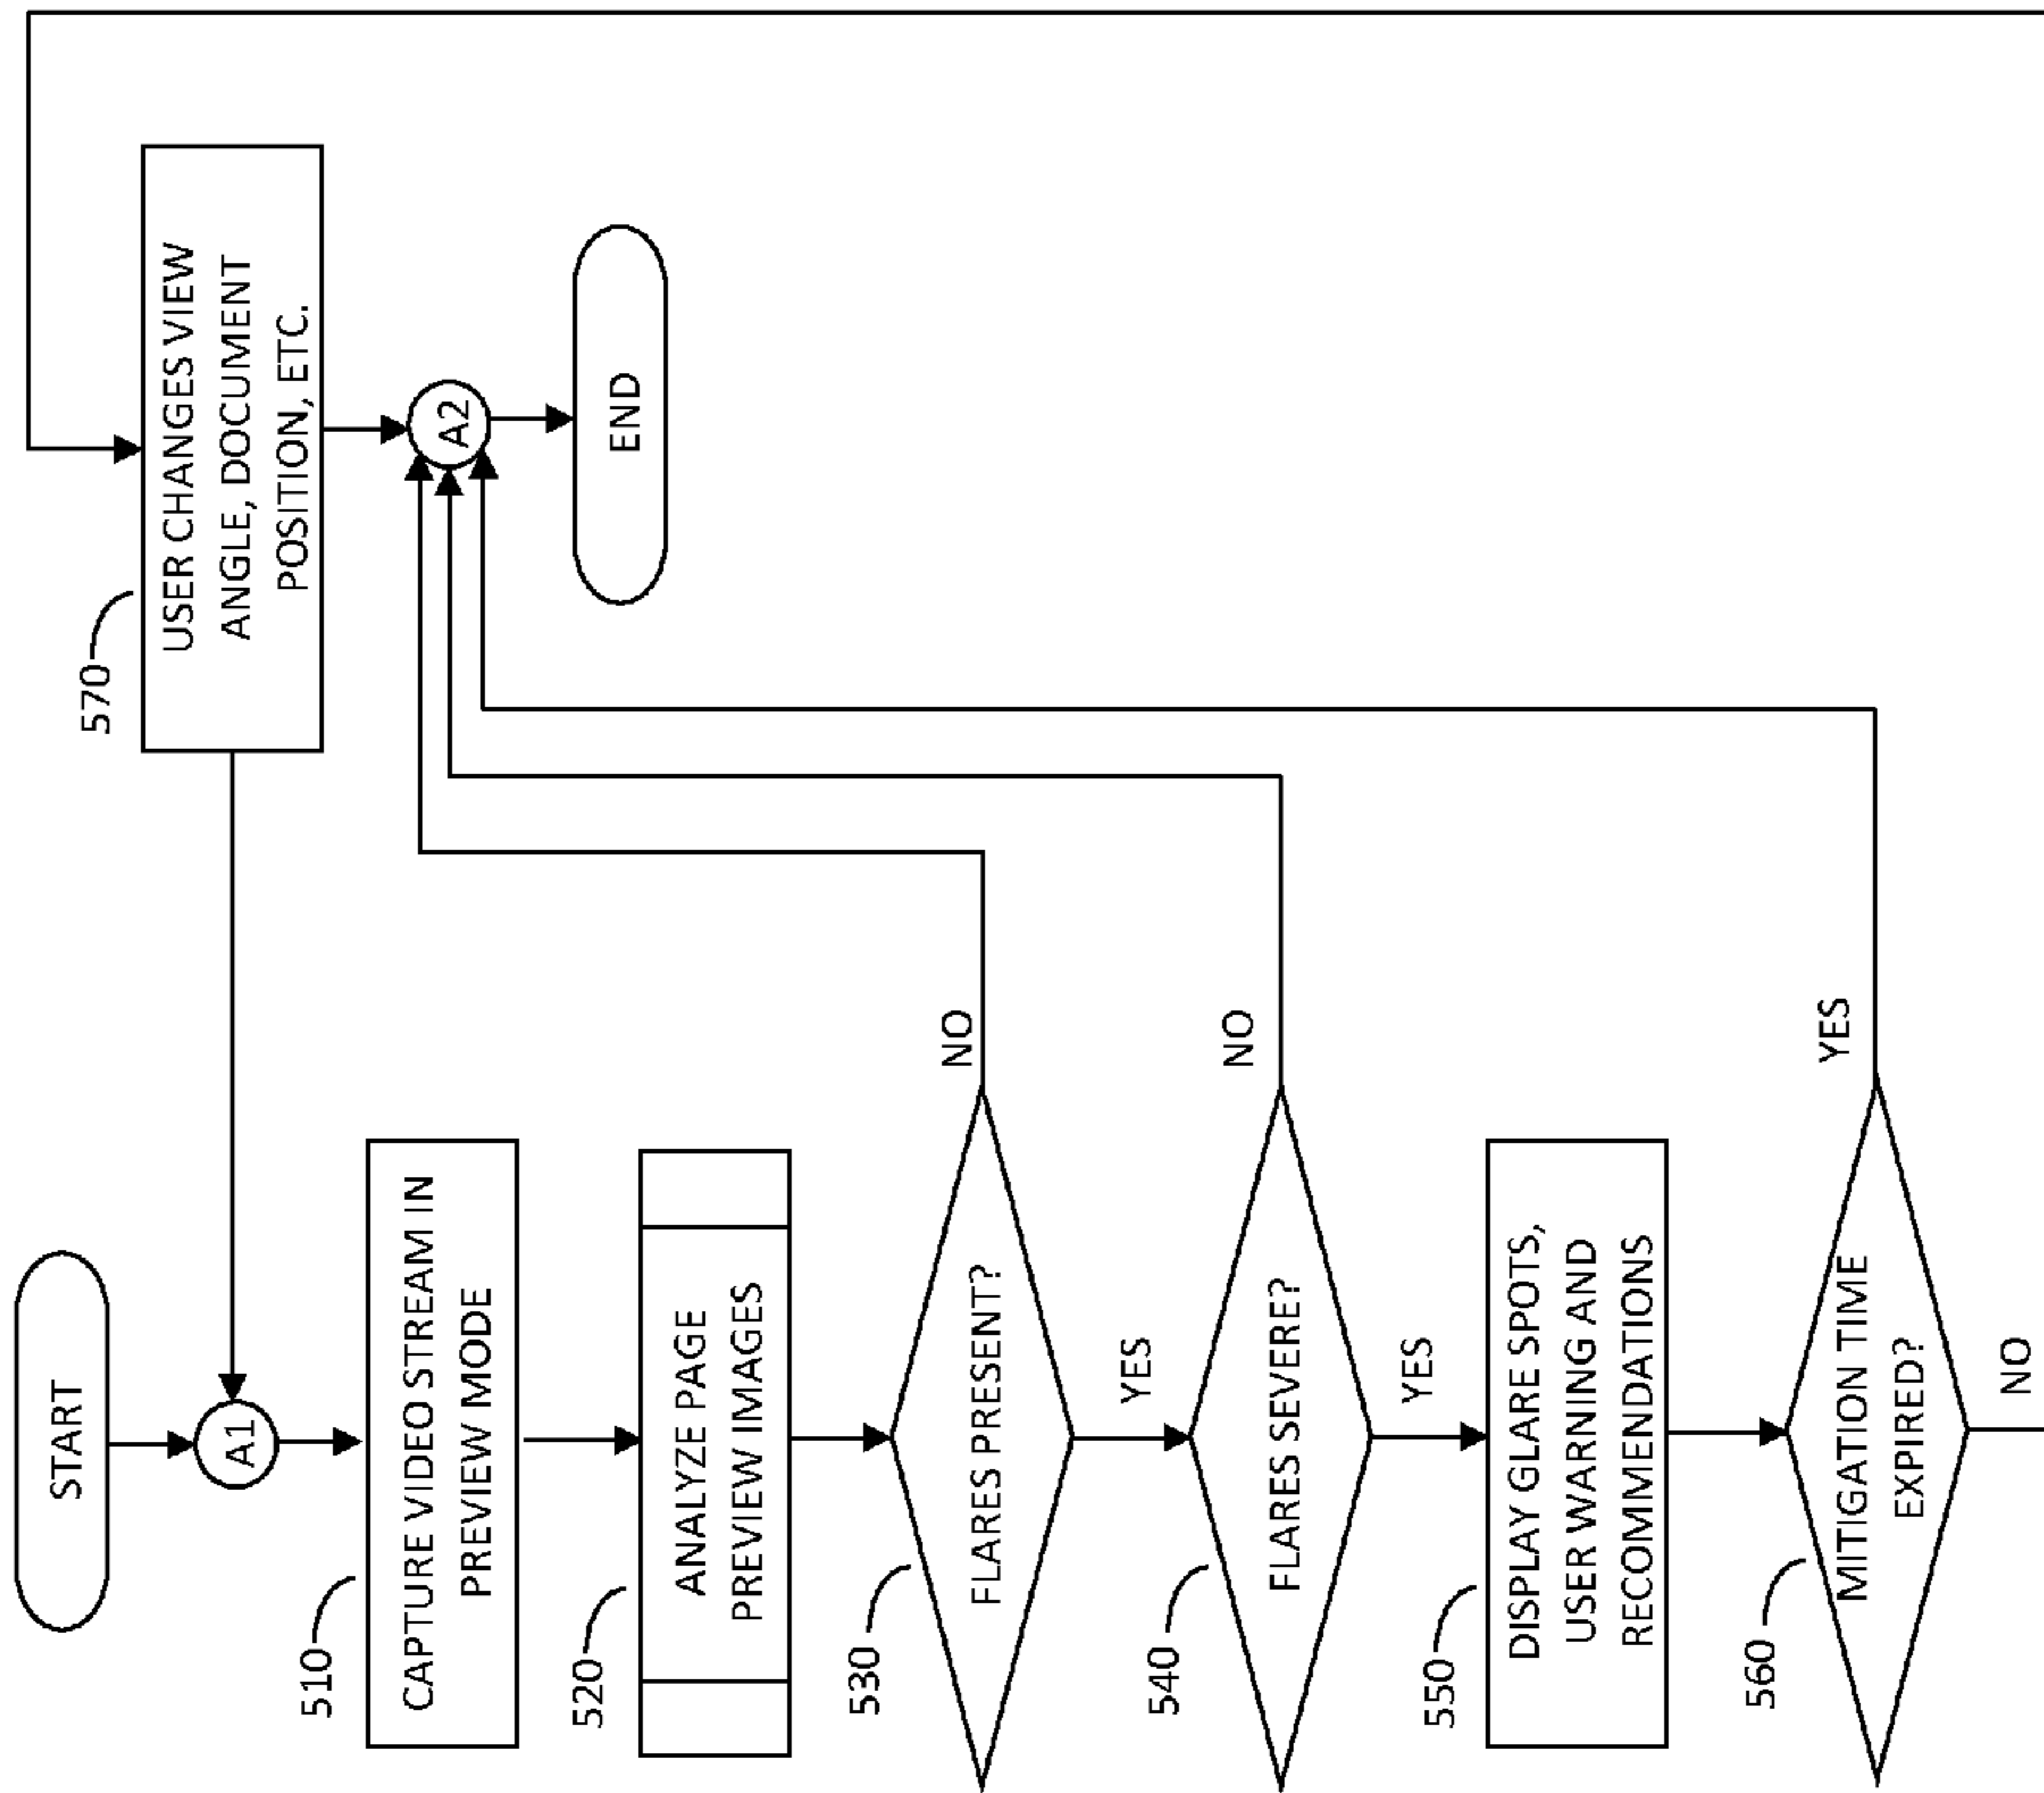 START
A1
510
CAPTURE VIDEO STREAM IN
PREVIEW MODE
520
ANALYZE PAGE
PREVIEW IMAGES
530
FLARES PRESENT?
NO
YES
540
FLARES SEVERE?
NO
YES
550
DISPLAY GLARE SPOTS,
USER WARNING AND
RECOMMENDATIONS
560
MITIGATION TIME
EXPIRED?
YES
NO
570
USER CHANGES VIEW
ANGLE, DOCUMENT
POSITION, ETC.
A2
END